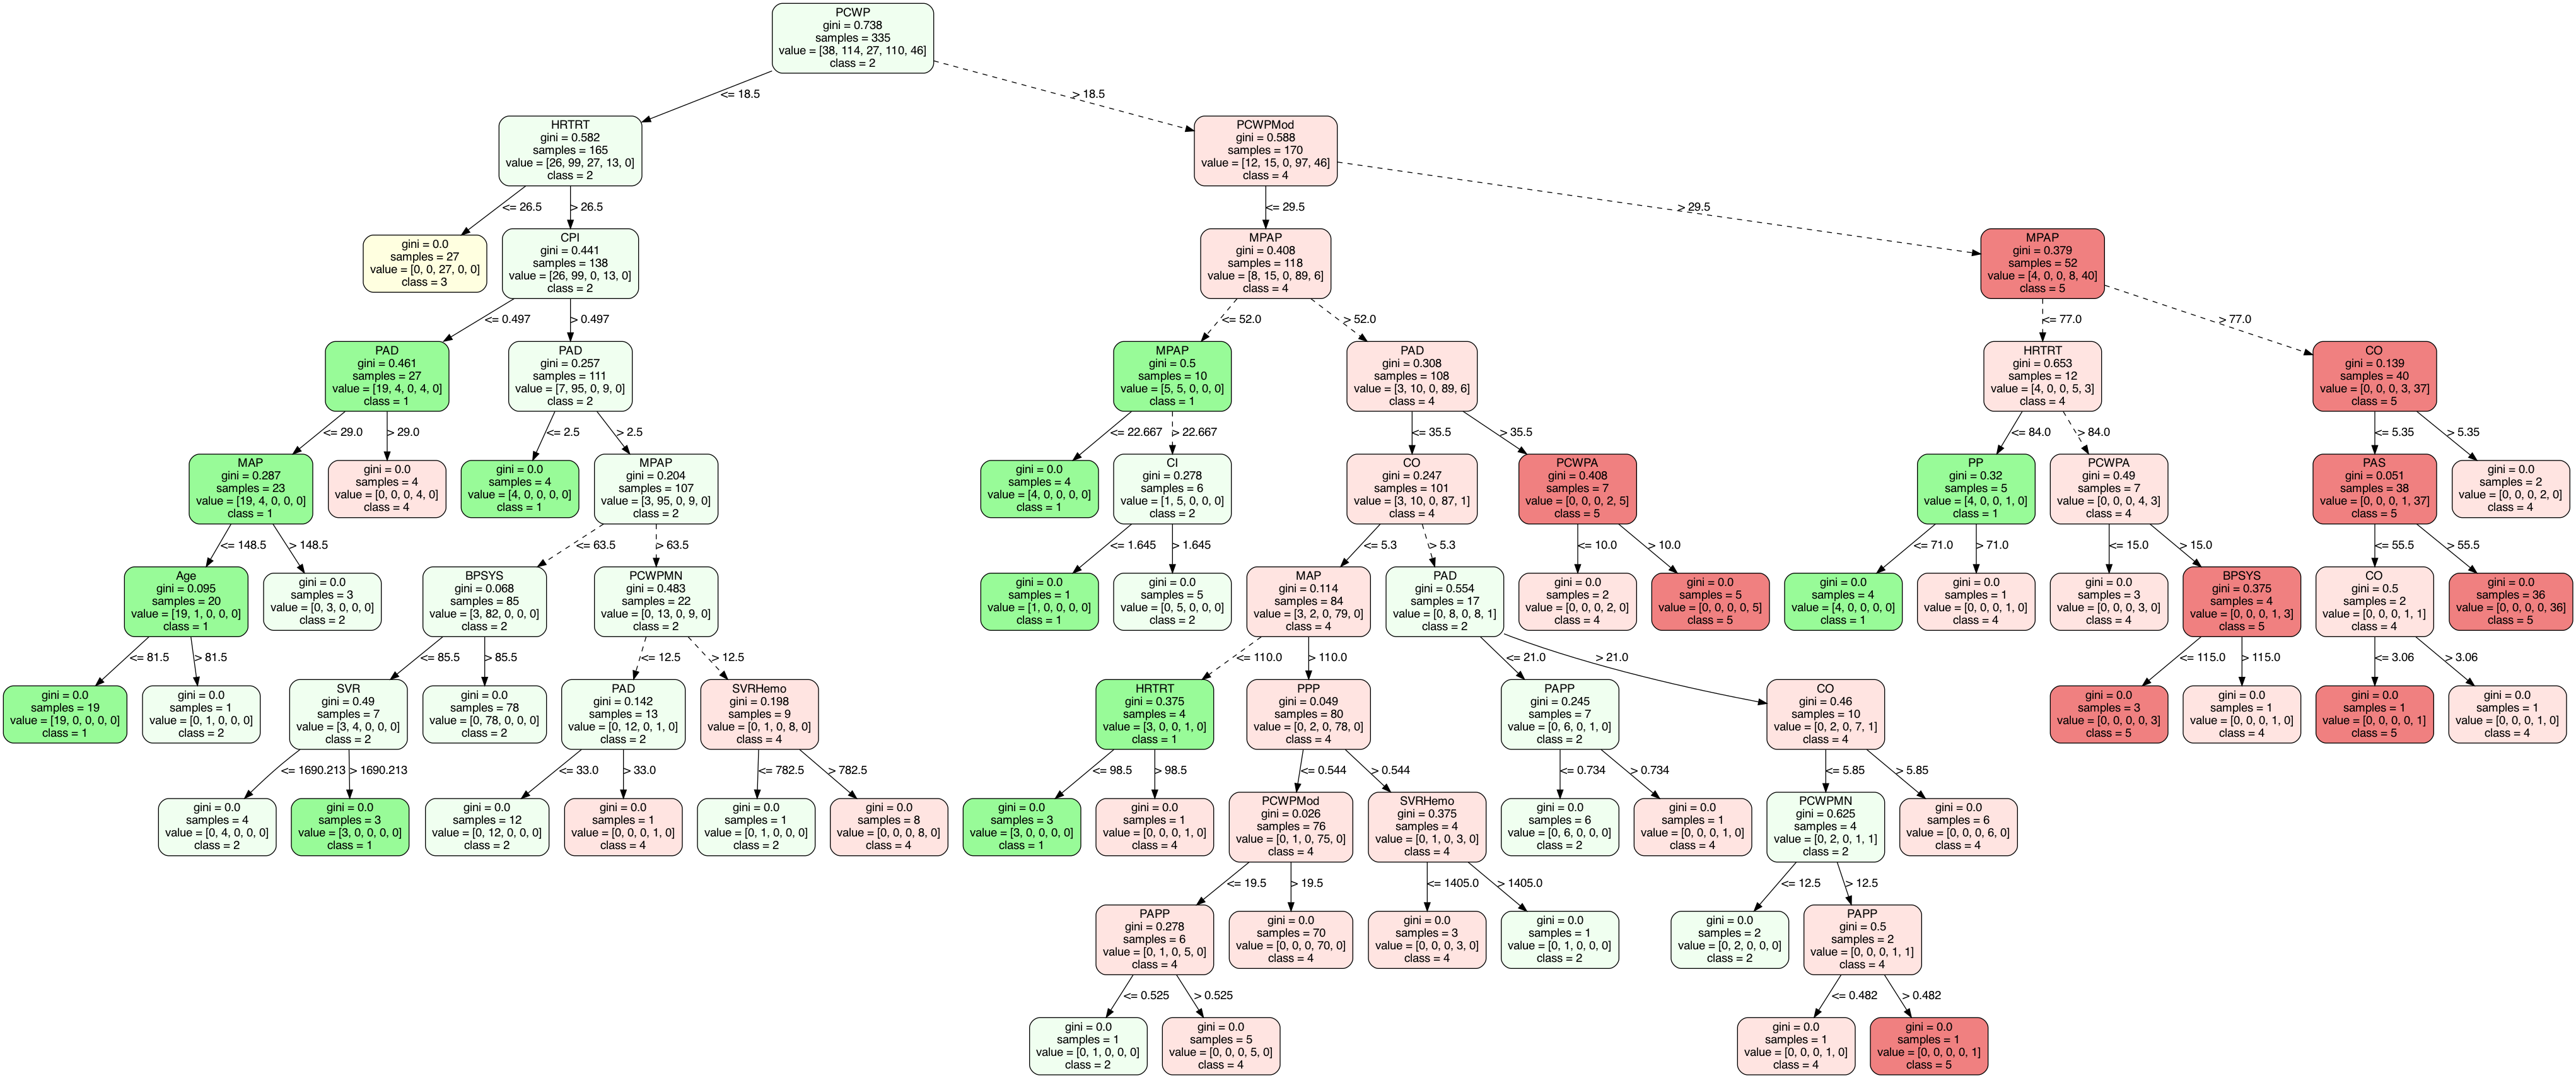 PCWP
gini = 0.738
samples = 335
value = [38, 114, 27, 110, 46]
class = 2
<= 18.5
> 18.5
HRTRT
gini = 0.582
samples = 165
value = [26, 99, 27, 13, 0]
class = 2
PCWPMod
gini = 0.588
samples = 170
value = [12, 15, 0, 97, 46]
class = 4
<= 26.5
> 26.5
<= 29.5
> 29.5
gini = 0.0
samples = 27
value = [0, 0, 27, 0, 0]
class = 3
CPI
gini = 0.441
samples = 138
value = [26, 99, 0, 13, 0]
class = 2
MPAP
gini = 0.408
samples = 118
value = [8, 15, 0, 89, 6]
class = 4
MPAP
gini = 0.379
samples = 52
value = [4, 0, 0, 8, 40]
class = 5
<= 0.497
> 0.497
<= 52.0
> 52.0
<= 77.0
> 77.0
PAD
gini = 0.461
samples = 27
value = [19, 4, 0, 4, 0]
class = 1
PAD
gini = 0.257
samples = 111
value = [7, 95, 0, 9, 0]
class = 2
MPAP
gini = 0.5
samples = 10
value = [5, 5, 0, 0, 0]
class = 1
PAD
gini = 0.308
samples = 108
value = [3, 10, 0, 89, 6]
class = 4
HRTRT
gini = 0.653
samples = 12
value = [4, 0, 0, 5, 3]
class = 4
CO
gini = 0.139
samples = 40
value = [0, 0, 0, 3, 37]
class = 5
<= 29.0
> 29.0
<= 2.5
> 2.5
<= 22.667
> 22.667
<= 35.5
> 35.5
<= 84.0
> 84.0
<= 5.35
> 5.35
MAP
gini = 0.287
samples = 23
value = [19, 4, 0, 0, 0]
class = 1
gini = 0.0
samples = 4
value = [0, 0, 0, 4, 0]
class = 4
gini = 0.0
samples = 4
value = [4, 0, 0, 0, 0]
class = 1
MPAP
gini = 0.204
samples = 107
value = [3, 95, 0, 9, 0]
class = 2
gini = 0.0
samples = 4
value = [4, 0, 0, 0, 0]
class = 1
CI
gini = 0.278
samples = 6
value = [1, 5, 0, 0, 0]
class = 2
CO
gini = 0.247
samples = 101
value = [3, 10, 0, 87, 1]
class = 4
PCWPA
gini = 0.408
samples = 7
value = [0, 0, 0, 2, 5]
class = 5
PP
gini = 0.32
samples = 5
value = [4, 0, 0, 1, 0]
class = 1
PCWPA
gini = 0.49
samples = 7
value = [0, 0, 0, 4, 3]
class = 4
PAS
gini = 0.051
samples = 38
value = [0, 0, 0, 1, 37]
class = 5
gini = 0.0
samples = 2
value = [0, 0, 0, 2, 0]
class = 4
<= 148.5
> 148.5
<= 63.5
> 63.5
<= 1.645
> 1.645
<= 5.3
> 5.3
<= 10.0
> 10.0
<= 71.0
> 71.0
<= 15.0
> 15.0
<= 55.5
> 55.5
Age
gini = 0.095
samples = 20
value = [19, 1, 0, 0, 0]
class = 1
gini = 0.0
samples = 3
value = [0, 3, 0, 0, 0]
class = 2
BPSYS
gini = 0.068
samples = 85
value = [3, 82, 0, 0, 0]
class = 2
PCWPMN
gini = 0.483
samples = 22
value = [0, 13, 0, 9, 0]
class = 2
gini = 0.0
samples = 1
value = [1, 0, 0, 0, 0]
class = 1
gini = 0.0
samples = 5
value = [0, 5, 0, 0, 0]
class = 2
MAP
gini = 0.114
samples = 84
value = [3, 2, 0, 79, 0]
class = 4
PAD
gini = 0.554
samples = 17
value = [0, 8, 0, 8, 1]
class = 2
gini = 0.0
samples = 2
value = [0, 0, 0, 2, 0]
class = 4
gini = 0.0
samples = 5
value = [0, 0, 0, 0, 5]
class = 5
gini = 0.0
samples = 4
value = [4, 0, 0, 0, 0]
class = 1
gini = 0.0
samples = 1
value = [0, 0, 0, 1, 0]
class = 4
gini = 0.0
samples = 3
value = [0, 0, 0, 3, 0]
class = 4
BPSYS
gini = 0.375
samples = 4
value = [0, 0, 0, 1, 3]
class = 5
CO
gini = 0.5
samples = 2
value = [0, 0, 0, 1, 1]
class = 4
gini = 0.0
samples = 36
value = [0, 0, 0, 0, 36]
class = 5
<= 81.5
> 81.5
<= 85.5
> 85.5
<= 12.5
> 12.5
<= 110.0
> 110.0
<= 21.0
> 21.0
<= 115.0
> 115.0
<= 3.06
> 3.06
gini = 0.0
samples = 19
value = [19, 0, 0, 0, 0]
class = 1
gini = 0.0
samples = 1
value = [0, 1, 0, 0, 0]
class = 2
SVR
gini = 0.49
samples = 7
value = [3, 4, 0, 0, 0]
class = 2
gini = 0.0
samples = 78
value = [0, 78, 0, 0, 0]
class = 2
PAD
gini = 0.142
samples = 13
value = [0, 12, 0, 1, 0]
class = 2
SVRHemo
gini = 0.198
samples = 9
value = [0, 1, 0, 8, 0]
class = 4
HRTRT
gini = 0.375
samples = 4
value = [3, 0, 0, 1, 0]
class = 1
PPP
gini = 0.049
samples = 80
value = [0, 2, 0, 78, 0]
class = 4
PAPP
gini = 0.245
samples = 7
value = [0, 6, 0, 1, 0]
class = 2
CO
gini = 0.46
samples = 10
value = [0, 2, 0, 7, 1]
class = 4
gini = 0.0
samples = 3
value = [0, 0, 0, 0, 3]
class = 5
gini = 0.0
samples = 1
value = [0, 0, 0, 1, 0]
class = 4
gini = 0.0
samples = 1
value = [0, 0, 0, 0, 1]
class = 5
gini = 0.0
samples = 1
value = [0, 0, 0, 1, 0]
class = 4
<= 1690.213
> 1690.213
<= 33.0
> 33.0
<= 782.5
> 782.5
<= 98.5
> 98.5
<= 0.544
> 0.544
<= 0.734
> 0.734
<= 5.85
> 5.85
gini = 0.0
samples = 4
value = [0, 4, 0, 0, 0]
class = 2
gini = 0.0
samples = 3
value = [3, 0, 0, 0, 0]
class = 1
gini = 0.0
samples = 12
value = [0, 12, 0, 0, 0]
class = 2
gini = 0.0
samples = 1
value = [0, 0, 0, 1, 0]
class = 4
gini = 0.0
samples = 1
value = [0, 1, 0, 0, 0]
class = 2
gini = 0.0
samples = 8
value = [0, 0, 0, 8, 0]
class = 4
gini = 0.0
samples = 3
value = [3, 0, 0, 0, 0]
class = 1
gini = 0.0
samples = 1
value = [0, 0, 0, 1, 0]
class = 4
PCWPMod
gini = 0.026
samples = 76
value = [0, 1, 0, 75, 0]
class = 4
SVRHemo
gini = 0.375
samples = 4
value = [0, 1, 0, 3, 0]
class = 4
gini = 0.0
samples = 6
value = [0, 6, 0, 0, 0]
class = 2
gini = 0.0
samples = 1
value = [0, 0, 0, 1, 0]
class = 4
PCWPMN
gini = 0.625
samples = 4
value = [0, 2, 0, 1, 1]
class = 2
gini = 0.0
samples = 6
value = [0, 0, 0, 6, 0]
class = 4
<= 19.5
> 19.5
<= 1405.0
> 1405.0
<= 12.5
> 12.5
PAPP
gini = 0.278
samples = 6
value = [0, 1, 0, 5, 0]
class = 4
gini = 0.0
samples = 70
value = [0, 0, 0, 70, 0]
class = 4
gini = 0.0
samples = 3
value = [0, 0, 0, 3, 0]
class = 4
gini = 0.0
samples = 1
value = [0, 1, 0, 0, 0]
class = 2
gini = 0.0
samples = 2
value = [0, 2, 0, 0, 0]
class = 2
PAPP
gini = 0.5
samples = 2
value = [0, 0, 0, 1, 1]
class = 4
<= 0.525
> 0.525
<= 0.482
> 0.482
gini = 0.0
samples = 1
value = [0, 1, 0, 0, 0]
class = 2
gini = 0.0
samples = 5
value = [0, 0, 0, 5, 0]
class = 4
gini = 0.0
samples = 1
value = [0, 0, 0, 1, 0]
class = 4
gini = 0.0
samples = 1
value = [0, 0, 0, 0, 1]
class = 5